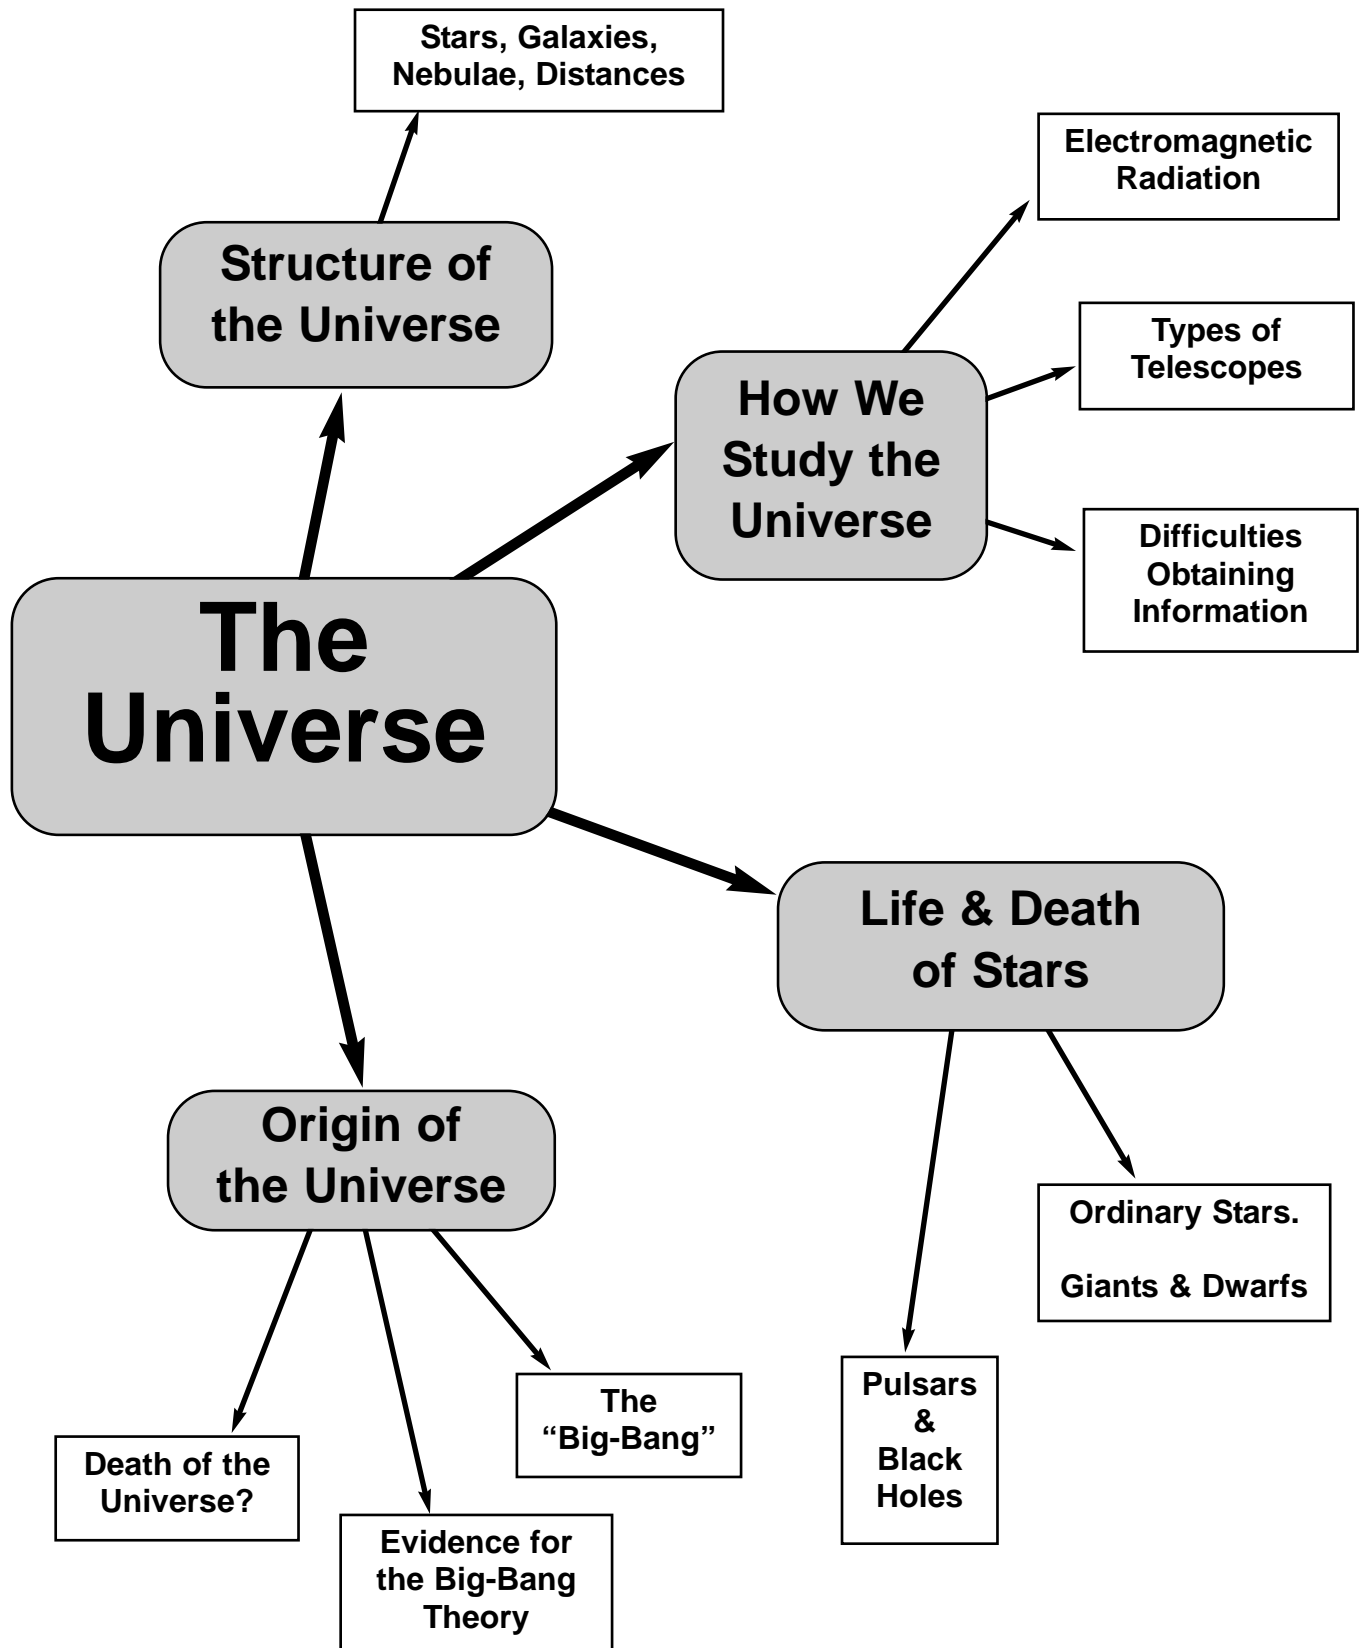 Stars, Galaxies,
Nebulae, Distances
Electromagnetic
Radiation
Structure of
the Universe
Types of
Telescopes
How We
Study the
Universe
Difficulties
Obtaining
Information
The
Universe
Life & Death
of Stars
Origin of
the Universe
Ordinary Stars.
Giants & Dwarfs
Pulsars
&
Black
Holes
The
“Big-Bang”
Death of the
Universe?
Evidence for
the Big-Bang
Theory